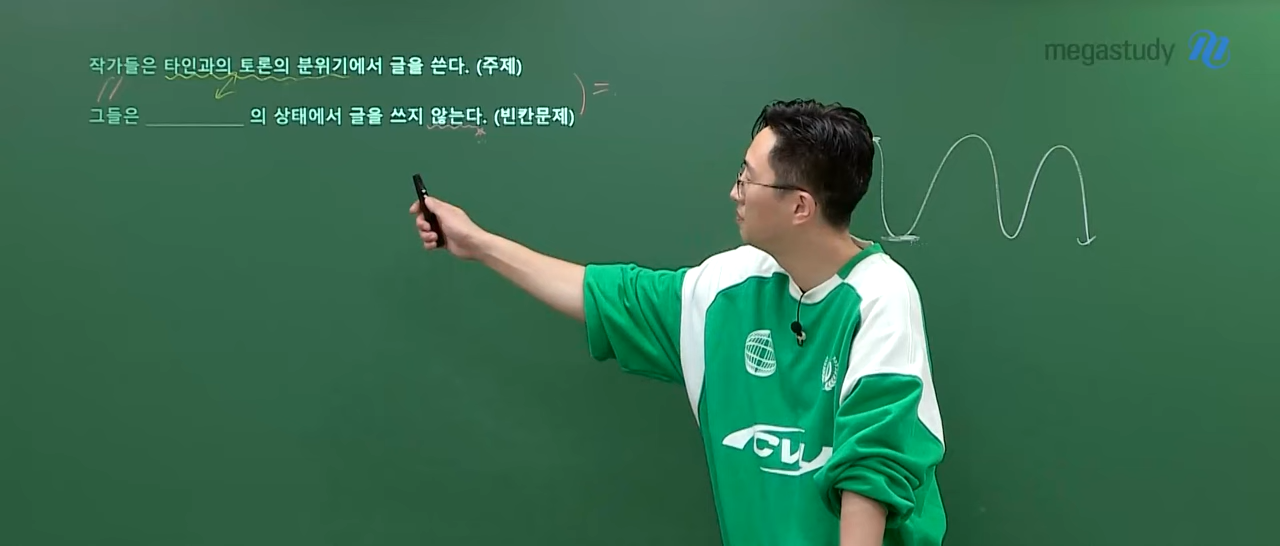 megastudy
작가들은 타인과의 토론의 분위기에서 글을 쓴다. (주제)
그들은 __________ 의 상태에서 글을 쓰지 않는다. (빈칸문제)
=
CU